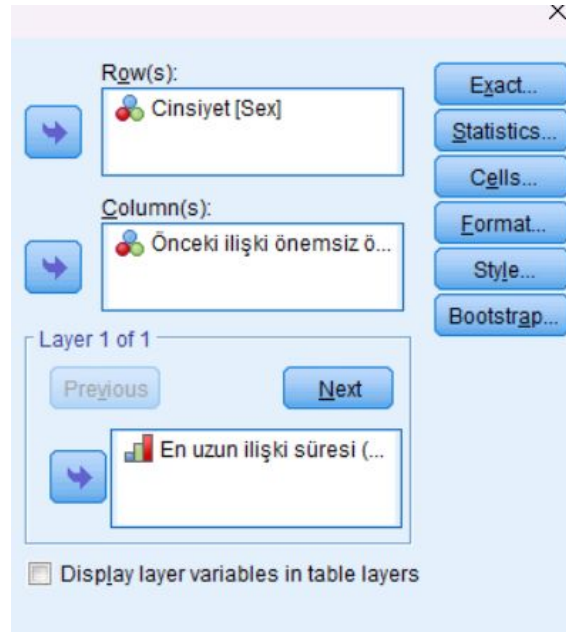 Row(s):
Cinsiyet [Sex]
Column(s):
Önceki ilişki önemsiz ö...
Layer 1 of 1
Previous
Next
En uzun ilişki süresi (...
Display layer variables in table layers
Exact...
Statistics...
Cells...
Format...
Style...
Bootstrap...